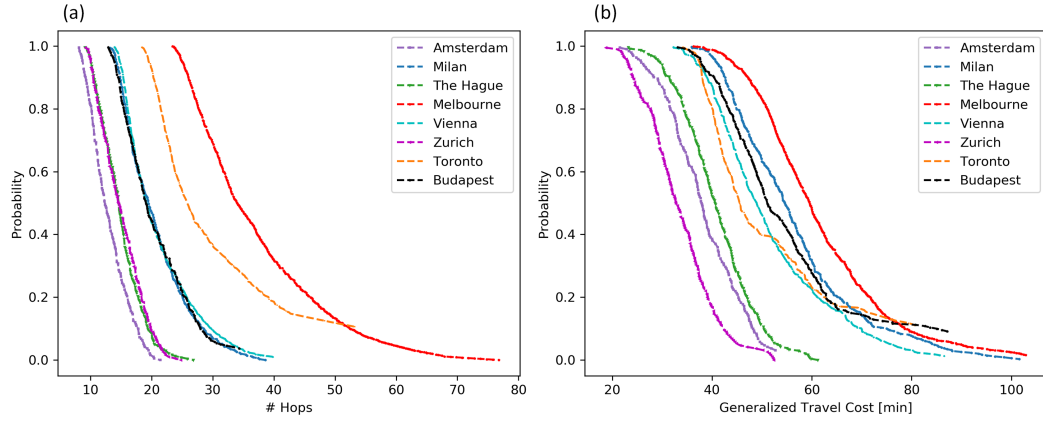 (a)
1.0
0.8
0.6
0.4
0.2
0.0
Probability
10 20 30 40 50 60 70 80
# Hops
Amsterdam
Milan
The Hague
Melbourne
Vienna
Zurich
Toronto
Budapest
(b)
1.0
0.8
0.6
0.4
0.2
0.0
Probability
20 40 60 80 100
Generalized Travel Cost [min]
Amsterdam
Milan
The Hague
Melbourne
Vienna
Zurich
Toronto
Budapest